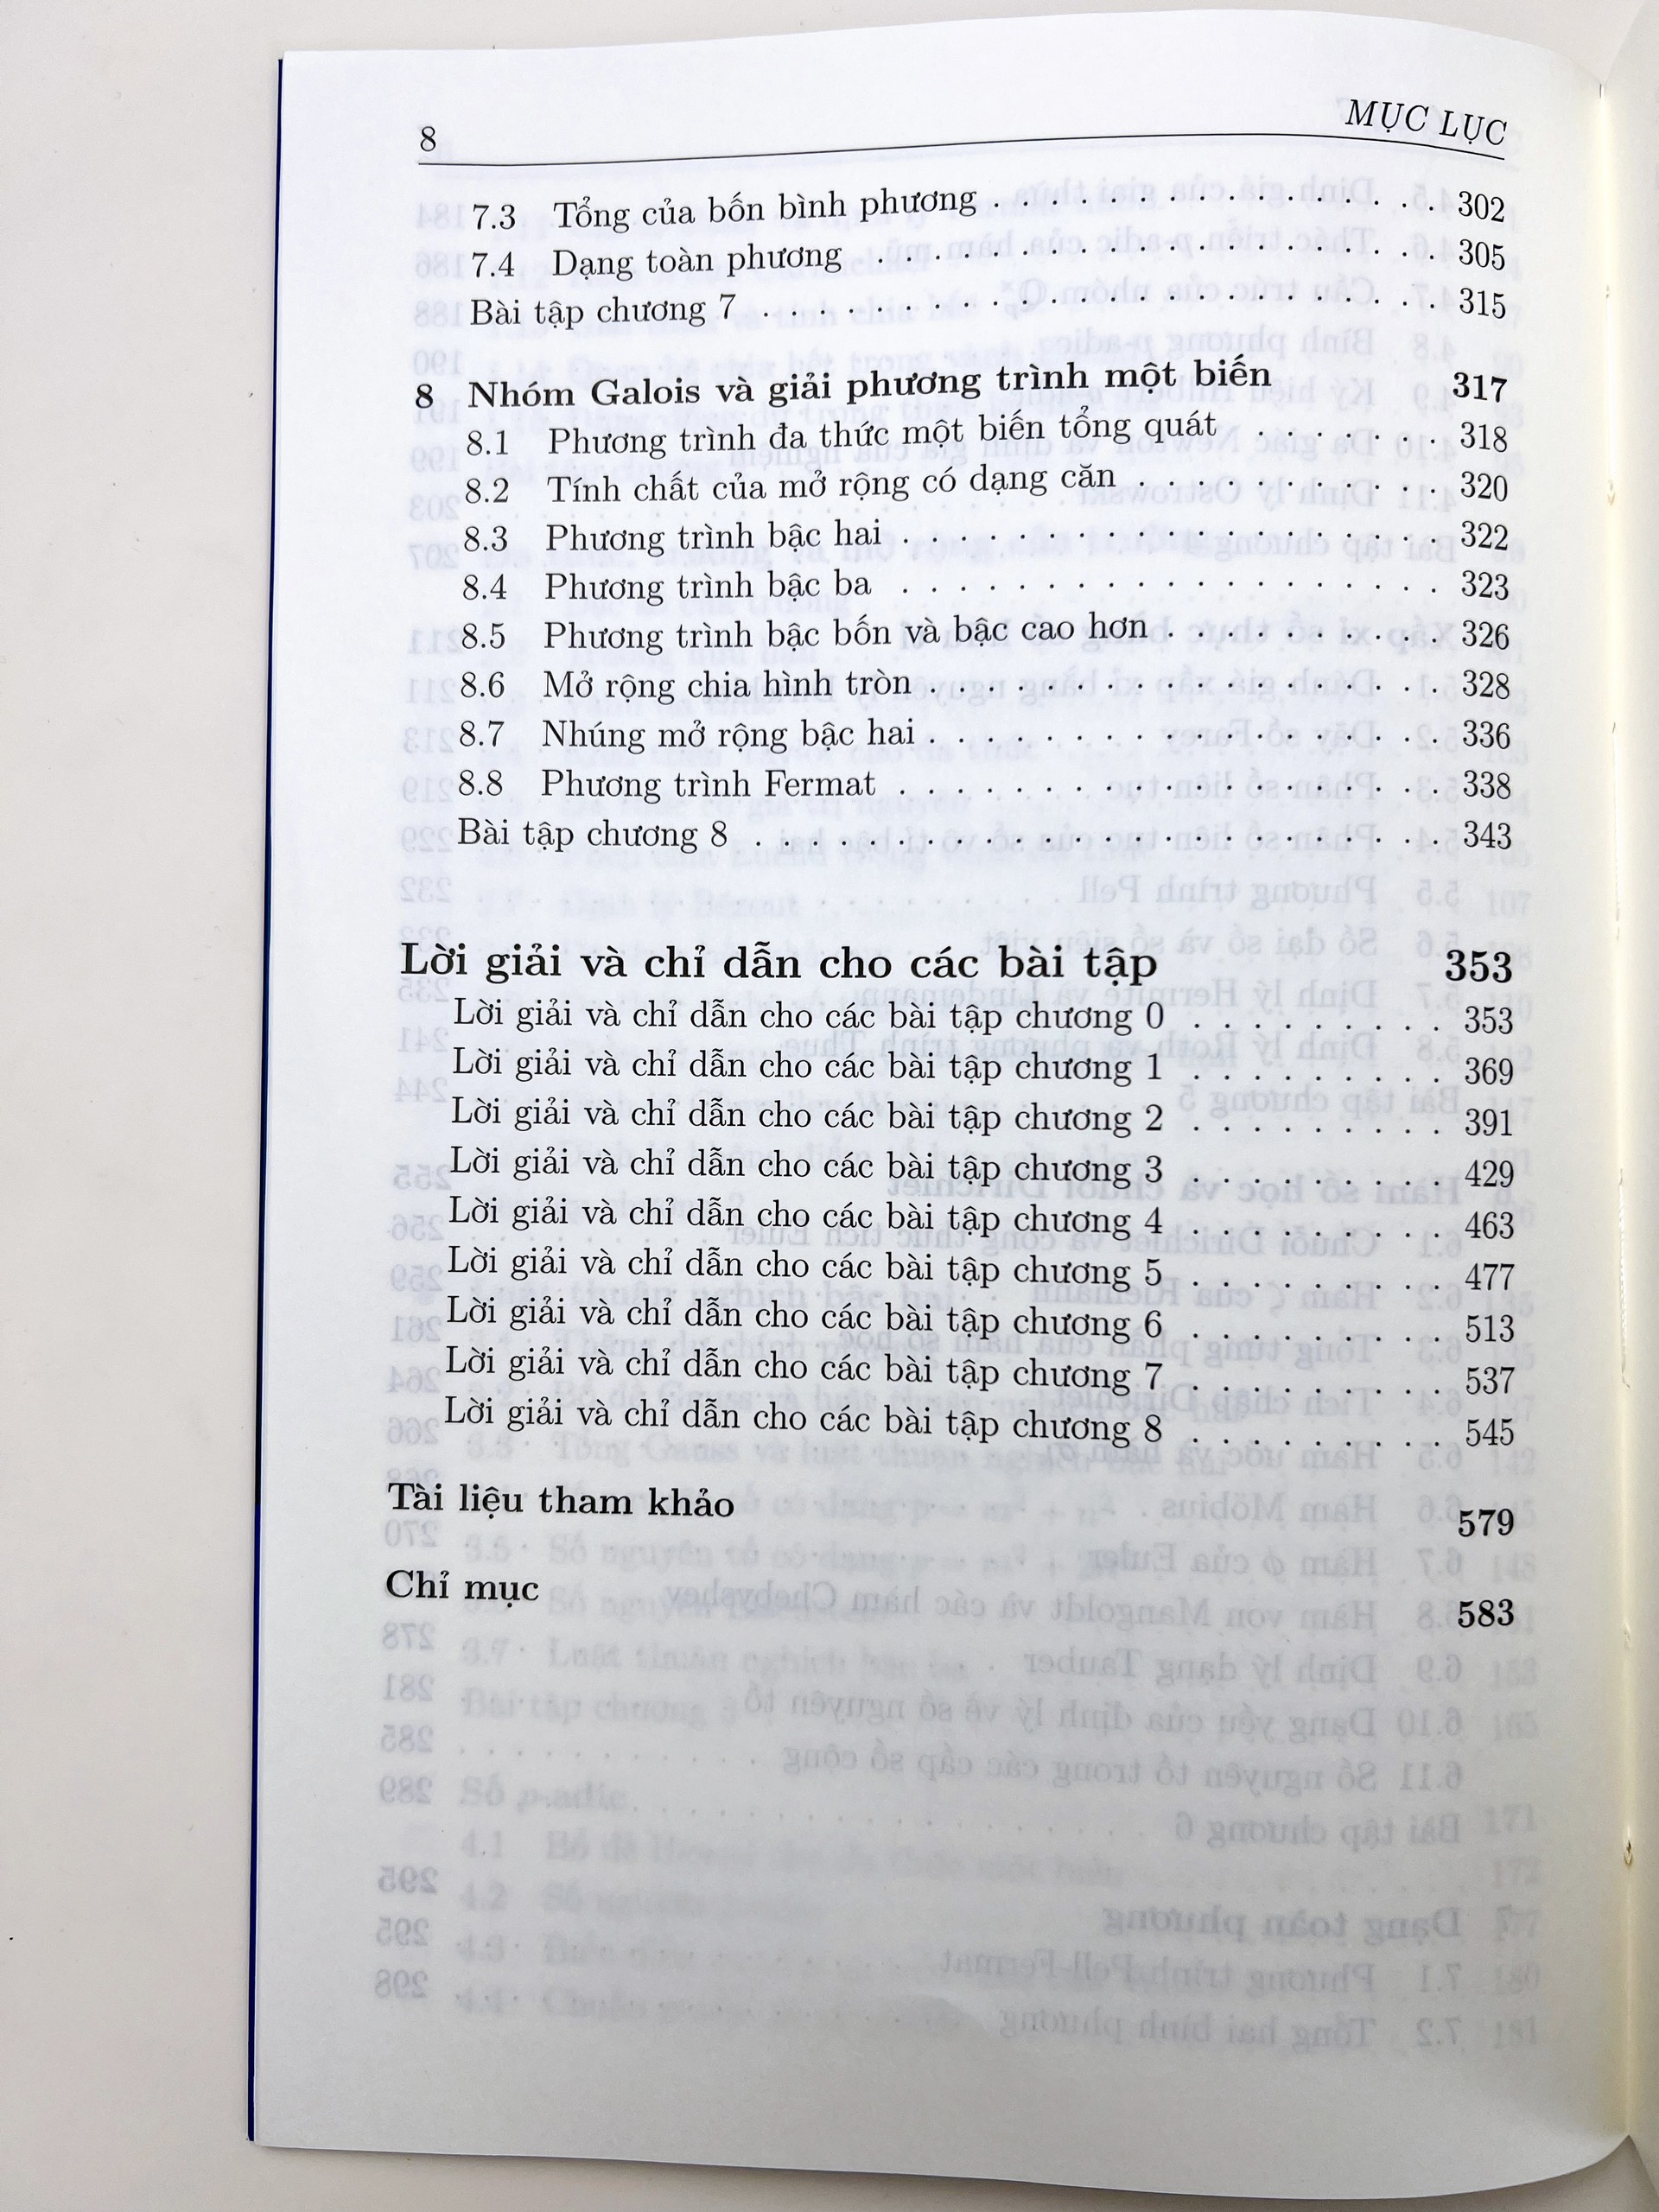 8 MỤC LỤC
7.3 Tổng của bốn bình phương . . . . . . . . . . . . . . . . 302
7.4 Dạng toàn phương . . . . . . . . . . . . . . . . . . . . 305
Bài tập chương 7 . . . . . . . . . . . . . . . . . . . . . . . 315
8 Nhóm Galois và giải phương trình một biến 317
8.1 Phương trình đa thức một biến tổng quát . . . . . . . 318
8.2 Tính chất của mở rộng có dạng căn . . . . . . . . . . . 320
8.3 Phương trình bậc hai . . . . . . . . . . . . . . . . . . . 322
8.4 Phương trình bậc ba . . . . . . . . . . . . . . . . . . . 323
8.5 Phương trình bậc bốn và bậc cao hơn . . . . . . . . . . 326
8.6 Mở rộng chia hình tròn . . . . . . . . . . . . . . . . . . 328
8.7 Nhúng mở rộng bậc hai . . . . . . . . . . . . . . . . . . 336
8.8 Phương trình Fermat . . . . . . . . . . . . . . . . . . . 338
Bài tập chương 8 . . . . . . . . . . . . . . . . . . . . . . . . 343
Lời giải và chỉ dẫn cho các bài tập 353
Lời giải và chỉ dẫn cho các bài tập chương 0 . . . . . . . . . 353
Lời giải và chỉ dẫn cho các bài tập chương 1 . . . . . . . . . 369
Lời giải và chỉ dẫn cho các bài tập chương 2 . . . . . . . . . 391
Lời giải và chỉ dẫn cho các bài tập chương 3 . . . . . . . . . 429
Lời giải và chỉ dẫn cho các bài tập chương 4 . . . . . . . . . 463
Lời giải và chỉ dẫn cho các bài tập chương 5 . . . . . . . . . 477
Lời giải và chỉ dẫn cho các bài tập chương 6 . . . . . . . . . 513
Lời giải và chỉ dẫn cho các bài tập chương 7 . . . . . . . . . 537
Lời giải và chỉ dẫn cho các bài tập chương 8 . . . . . . . . . 545
Tài liệu tham khảo 579
Chỉ mục 583